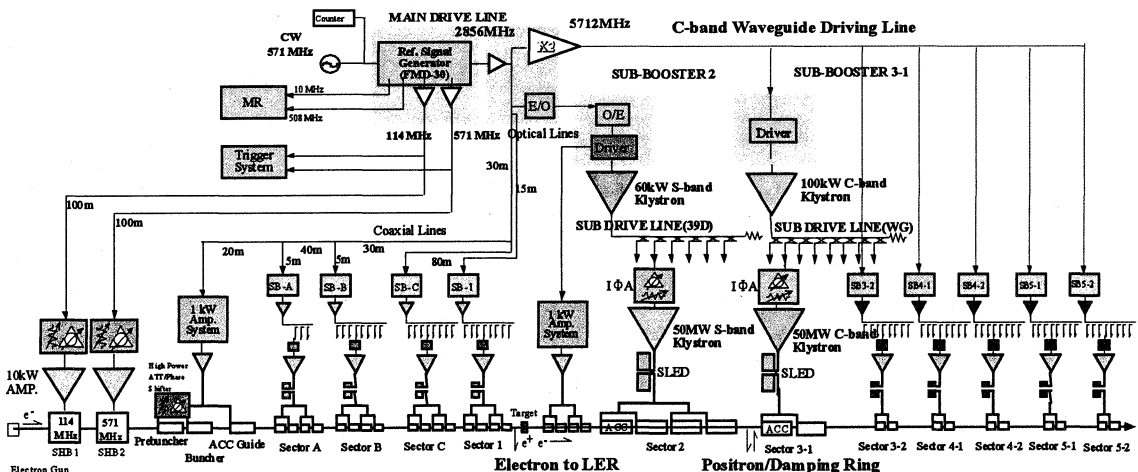 Counter
MAIN DRIVE LINE
2856MHz
5712MHz
C-band Waveguide Driving Line
CW
571 MHz
Ref. Signal
Generator
(FMD-30)
X2
SUB-BOOSTER 2
SUB-BOOSTER 3-1
MR
10 MHz
508 MHz
E/O
O/E
Optical Lines
Driver
Driver
114 MHz
571 MHz
Trigger
System
30m
15m
60kW S-band
Klystron
100kW C-band
Klystron
100m
100m
Coaxial Lines
SUB DRIVE LINE(39D)
SUB DRIVE LINE(WG)
20m
40m
30m
5m
5m
80m
SB-A
SB-B
SB-C
SB-1
IΦA
IΦA
SB3-2
SB4-1
SB4-2
SB5-1
SB5-2
1 kW
Amp.
System
1 kW
Amp.
System
50MW S-band
Klystron
50MW C-band
Klystron
10kW
AMP.
High Power
ATT/Phase
Shifter
SLED
SLED
e-
114
MHz
571
MHz
Target
e+ e-
ACC
ACC
SHB1
SHB2
Prebuncher
Buncher
ACC Guide
Sector A
Sector B
Sector C
Sector 1
Sector 2
Sector 3-1
Sector 3-2
Sector 4-1
Sector 4-2
Sector 5-1
Sector 5-2
Electron Gun
Electron to LER
Positron/Damping Ring